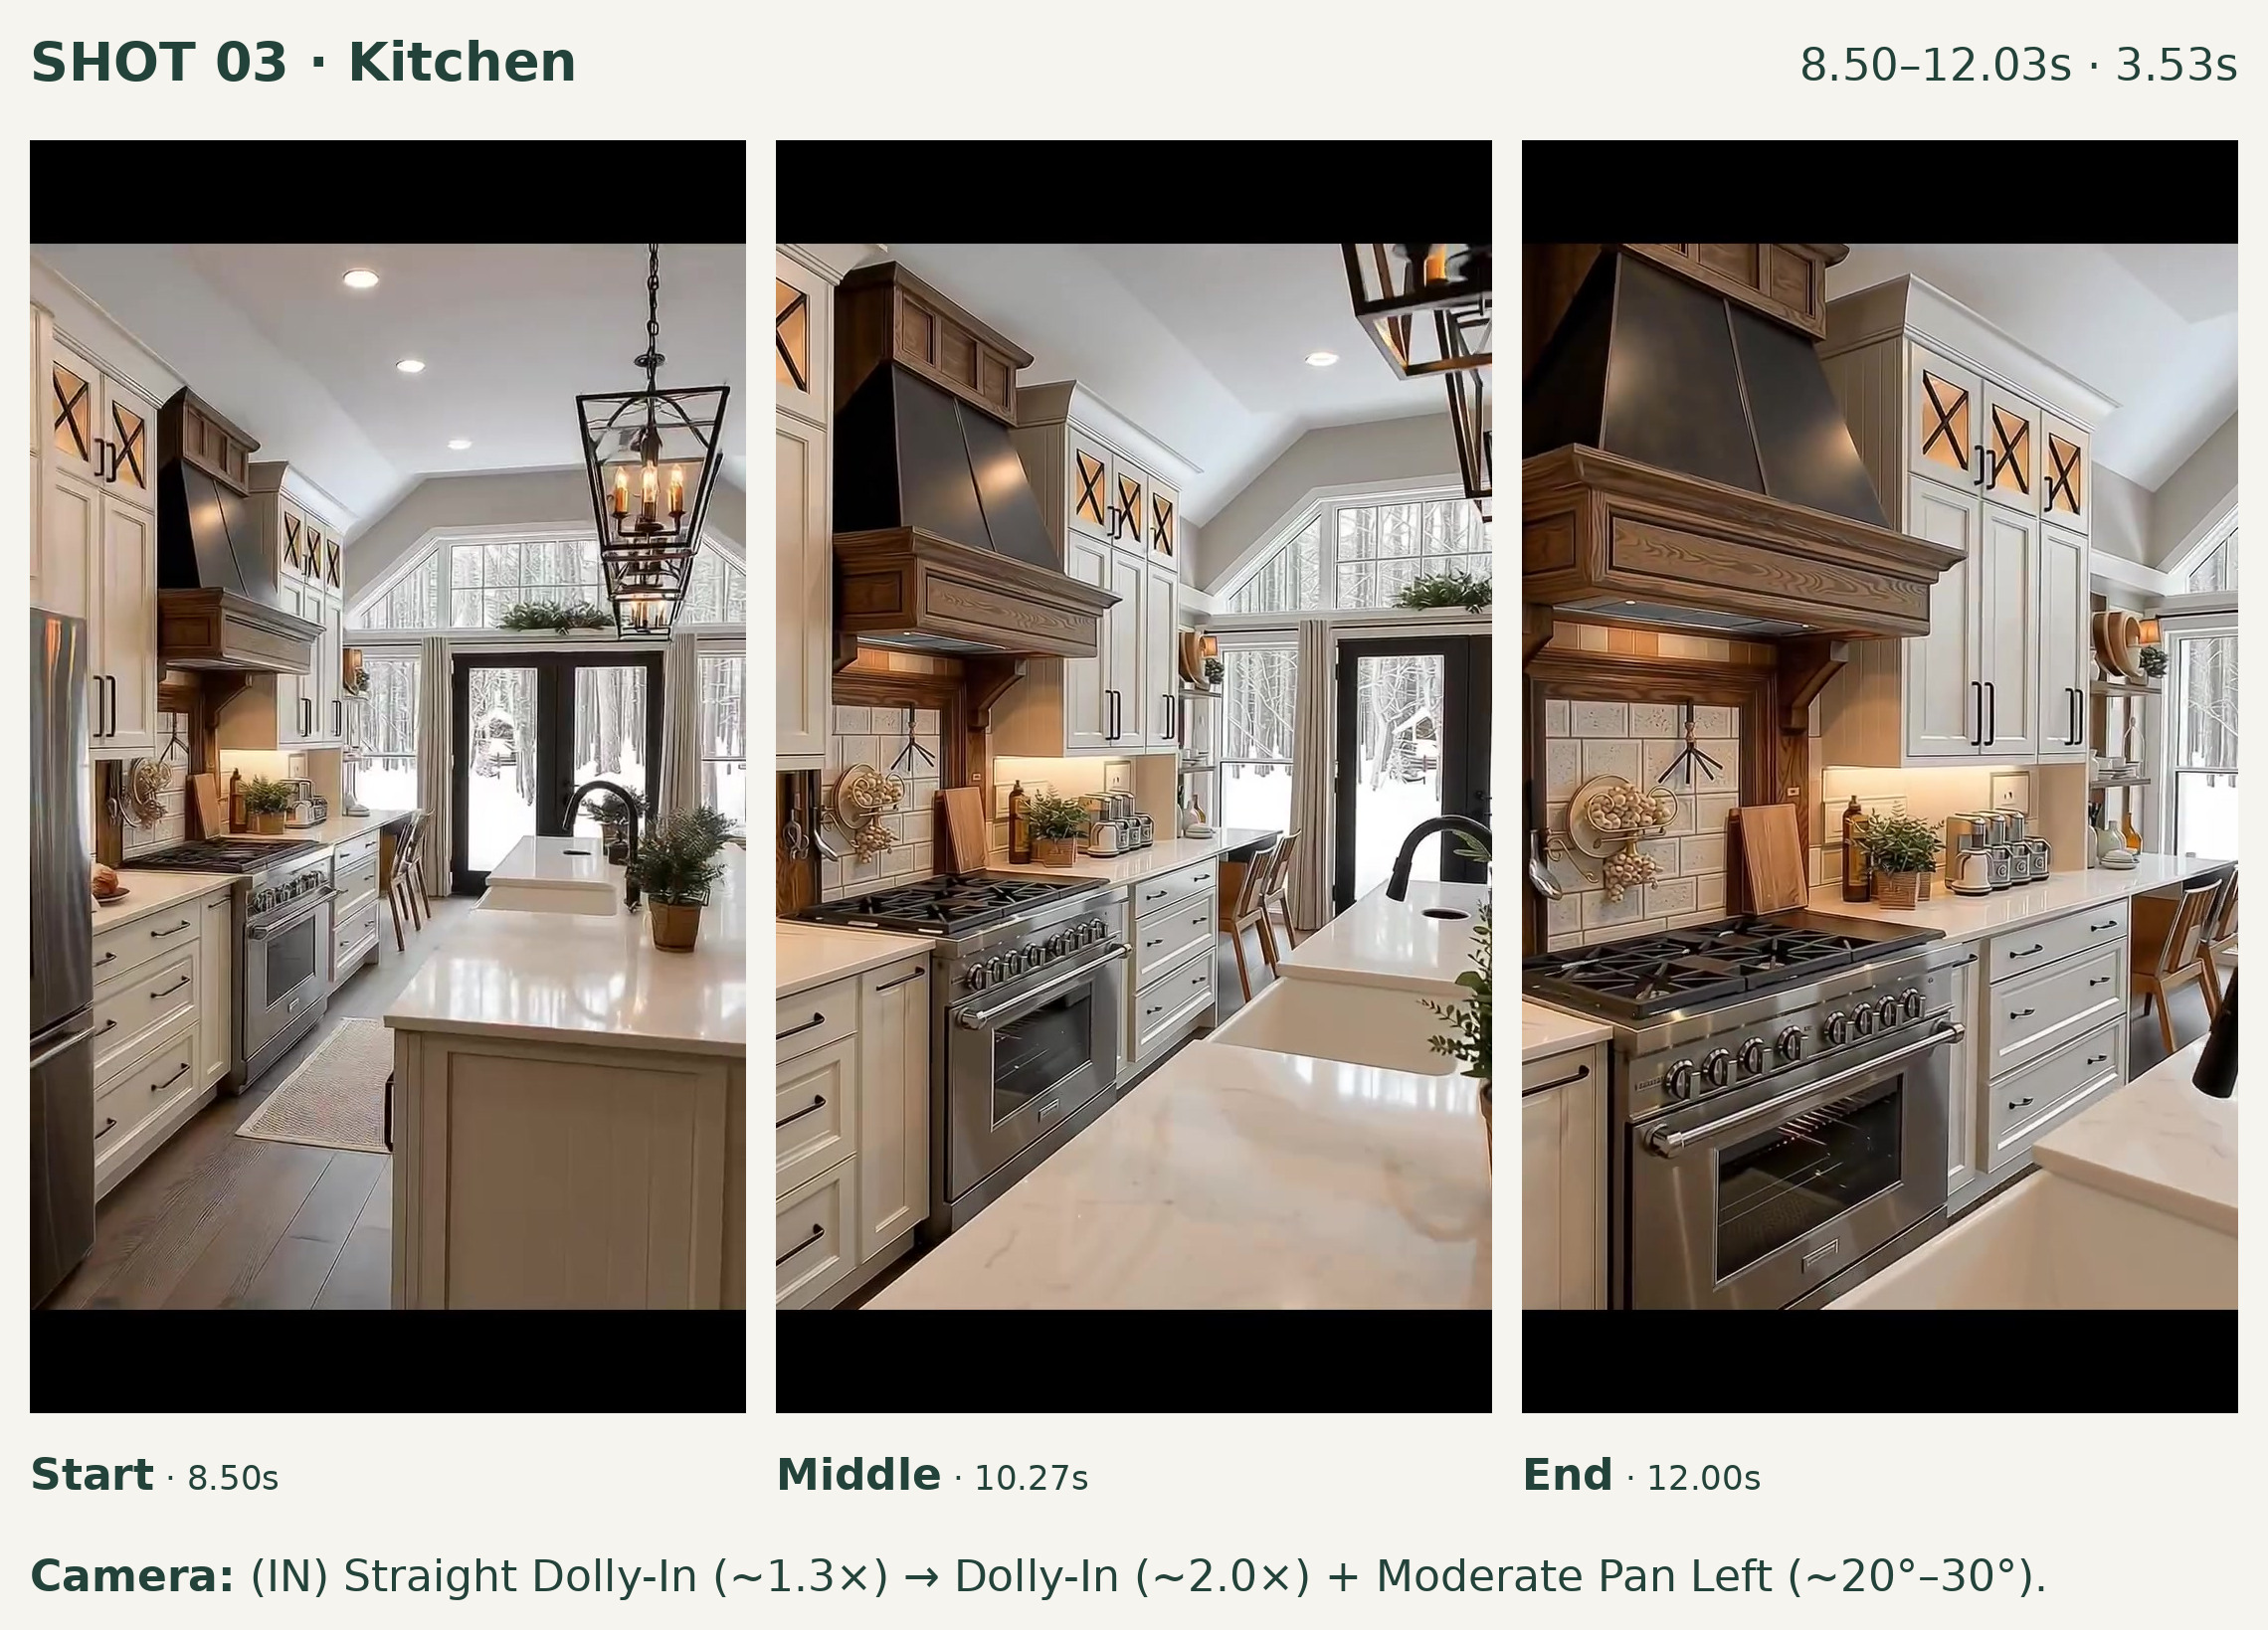 SHOT 03 · Kitchen
8.50–12.03s · 3.53s
Start · 8.50s
Middle · 10.27s
End · 12.00s
Camera: (IN) Straight Dolly-In (~1.3×) → Dolly-In (~2.0×) + Moderate Pan Left (~20°–30°).